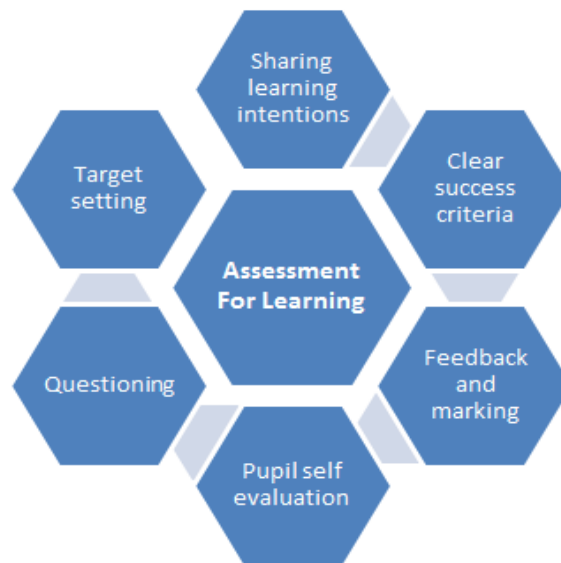 Sharing
learning
intentions
Clear
success
criteria
Feedback
and
marking
Pupil self
evaluation
Questioning
Target
setting
Assessment
For Learning